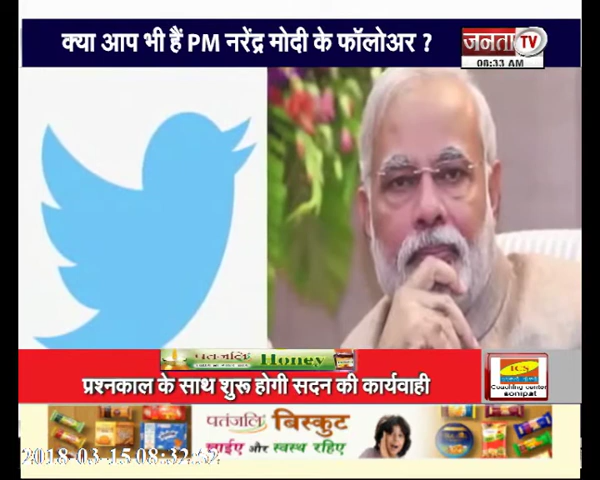 क्या आप भी हैं PM नरेंद्र मोदी के फॉलोअर ?
जनता TV
08:33 AM
पतंजलि Honey
प्रश्नकाल के साथ शुरू होगी सदन की कार्यवाही
ICS
Coaching center
sonipat
पतंजलि बिस्कुट
खाईए और स्वस्थ रहिए
2018-03-15 08:32:52